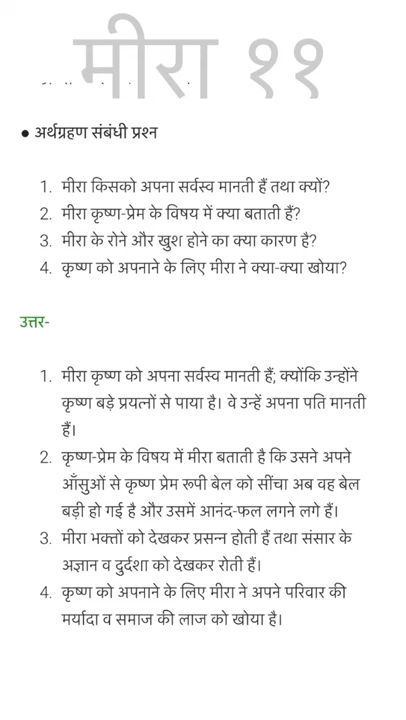 मीरा ११
● अर्थग्रहण संबंधी प्रश्न
1. मीरा किसको अपना सर्वस्व मानती हैं तथा क्यों?
2. मीरा कृष्ण-प्रेम के विषय में क्या बताती हैं?
3. मीरा के रोने और खुश होने का क्या कारण है?
4. कृष्ण को अपनाने के लिए मीरा ने क्या-क्या खोया?
उत्तर-
1. मीरा कृष्ण को अपना सर्वस्व मानती हैं; क्योंकि उन्होंने
कृष्ण बड़े प्रयत्नों से पाया है। वे उन्हें अपना पति मानती
हैं।
2. कृष्ण-प्रेम के विषय में मीरा बताती है कि उसने अपने
आँसुओं से कृष्ण प्रेम रूपी बेल को सींचा अब वह बेल
बड़ी हो गई है और उसमें आनंद-फल लगने लगे हैं।
3. मीरा भक्तों को देखकर प्रसन्न होती हैं तथा संसार के
अज्ञान व दुर्दशा को देखकर रोती हैं।
4. कृष्ण को अपनाने के लिए मीरा ने अपने परिवार की
मर्यादा व समाज की लाज को खोया है।